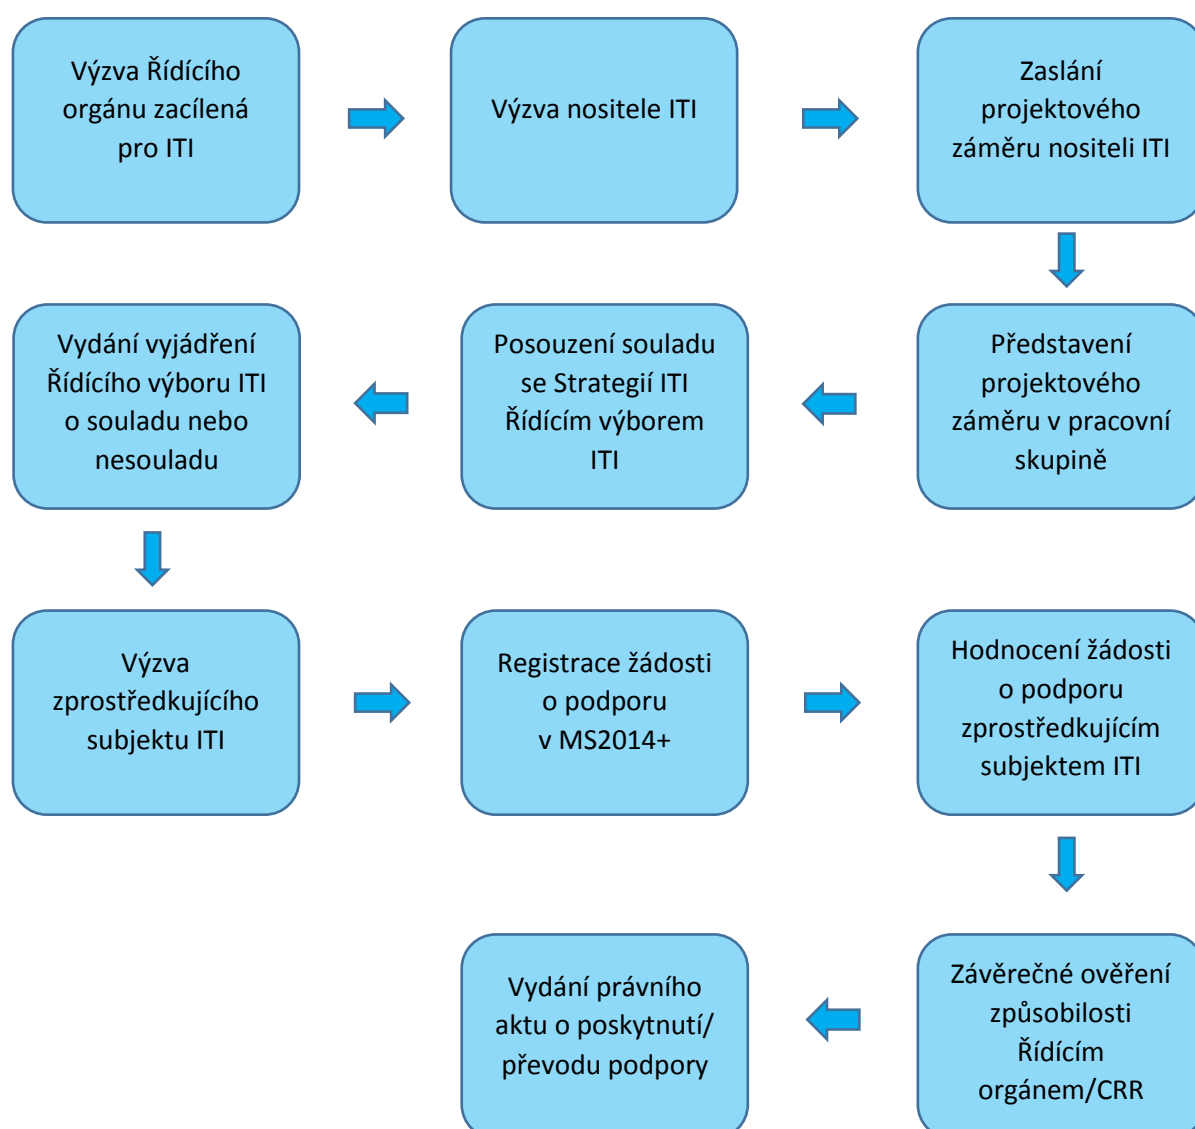 Výzva Řídícího
orgánu zacílená
pro ITI
Výzva nositele ITI
Zaslání
projektového
záměru nositeli ITI
Představení
projektového
záměru v pracovní
skupině
Posouzení souladu
se Strategií ITI
Řídícím výborem
ITI
Vydání vyjádření
Řídícího výboru ITI
o souladu nebo
nesouladu
Výzva
zprostředkujícího
subjektu ITI
Registrace žádosti
o podporu
v MS2014+
Hodnocení žádosti
o podporu
zprostředkujícím
subjektem ITI
Závěrečné ověření
způsobilosti
Řídícím
orgánem/CRR
Vydání právního
aktu o poskytnutí/
převodu podpory